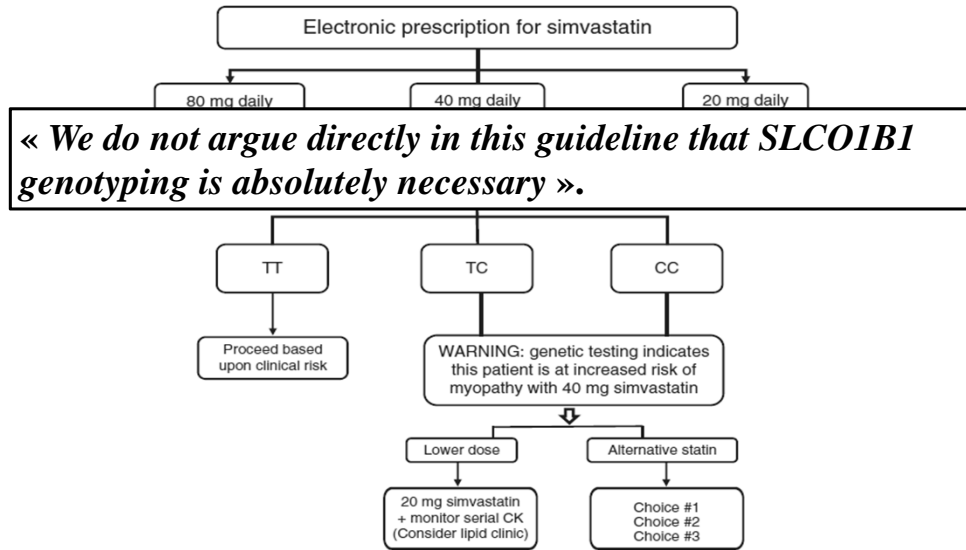 Electronic prescription for simvastatin
80 mg daily 40 mg daily 20 mg daily
« We do not argue directly in this guideline that SLCO1B1
genotyping is absolutely necessary ».
TT TC CC
Proceed based
upon clinical risk
WARNING: genetic testing indicates
this patient is at increased risk of
myopathy with 40 mg simvastatin
Lower dose Alternative statin
20 mg simvastatin
+ monitor serial CK
(Consider lipid clinic)
Choice #1
Choice #2
Choice #3